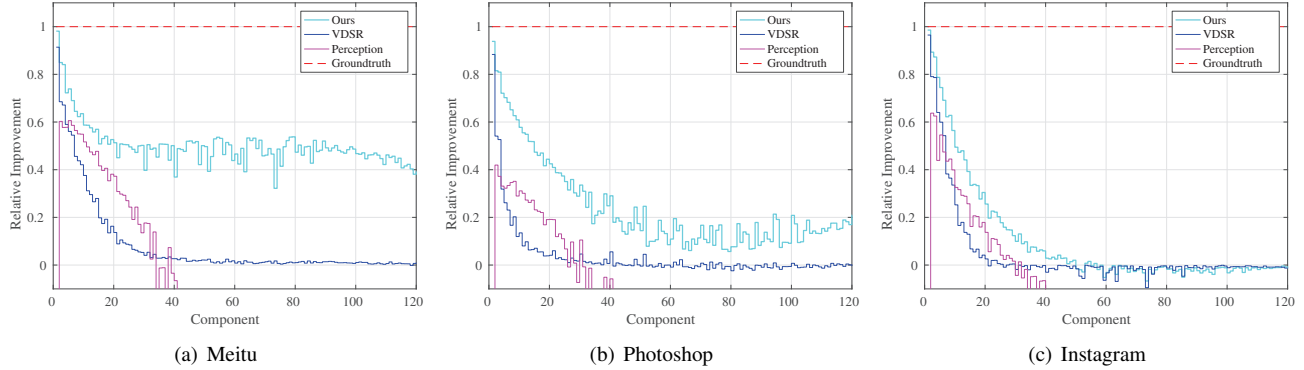 1
0.8
0.6
0.4
0.2
0
Relative Improvement
0 20 40 60 80 100 120
Component
Ours
VDSR
Perception
Groundtruth
(a) Meitu
1
0.8
0.6
0.4
0.2
0
Relative Improvement
0 20 40 60 80 100 120
Component
Ours
VDSR
Perception
Groundtruth
(b) Photoshop
1
0.8
0.6
0.4
0.2
0
Relative Improvement
0 20 40 60 80 100 120
Component
Ours
VDSR
Perception
Groundtruth
(c) Instagram